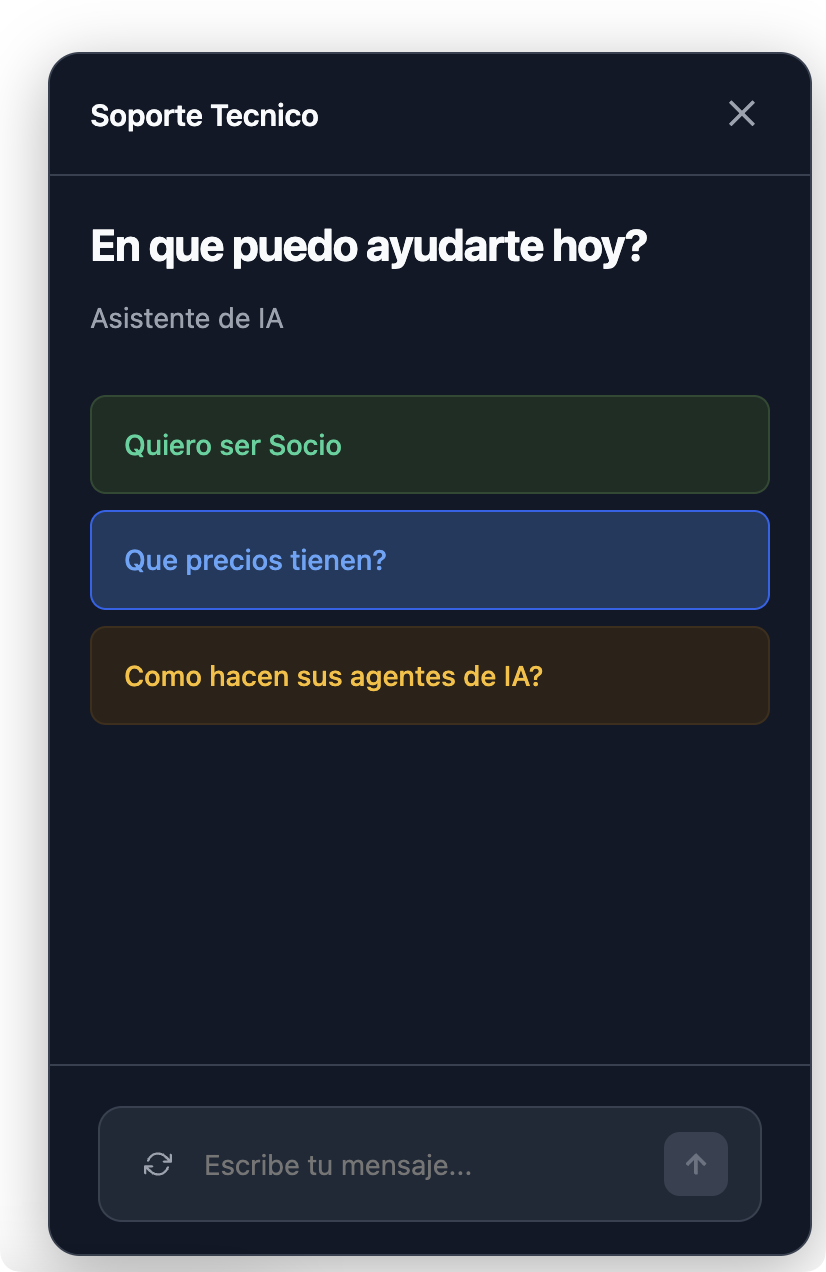 Soporte Tecnico
En que puedo ayudarte hoy?
Asistente de IA
Quiero ser Socio
Que precios tienen?
Como hacen sus agentes de IA?
Escribe tu mensaje...